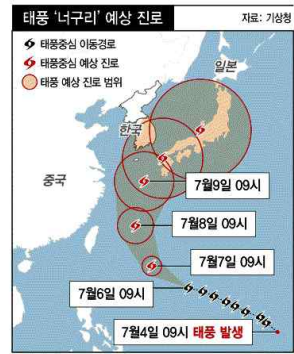 태풍 ‘너구리’ 예상 진로
자료: 기상청
태풍중심 이동경로
태풍중심 예상 진로
태풍 예상 진로 범위
일본
한국
중국
7월9일 09시
7월8일 09시
7월7일 09시
7월6일 09시
7월4일 09시 태풍 발생